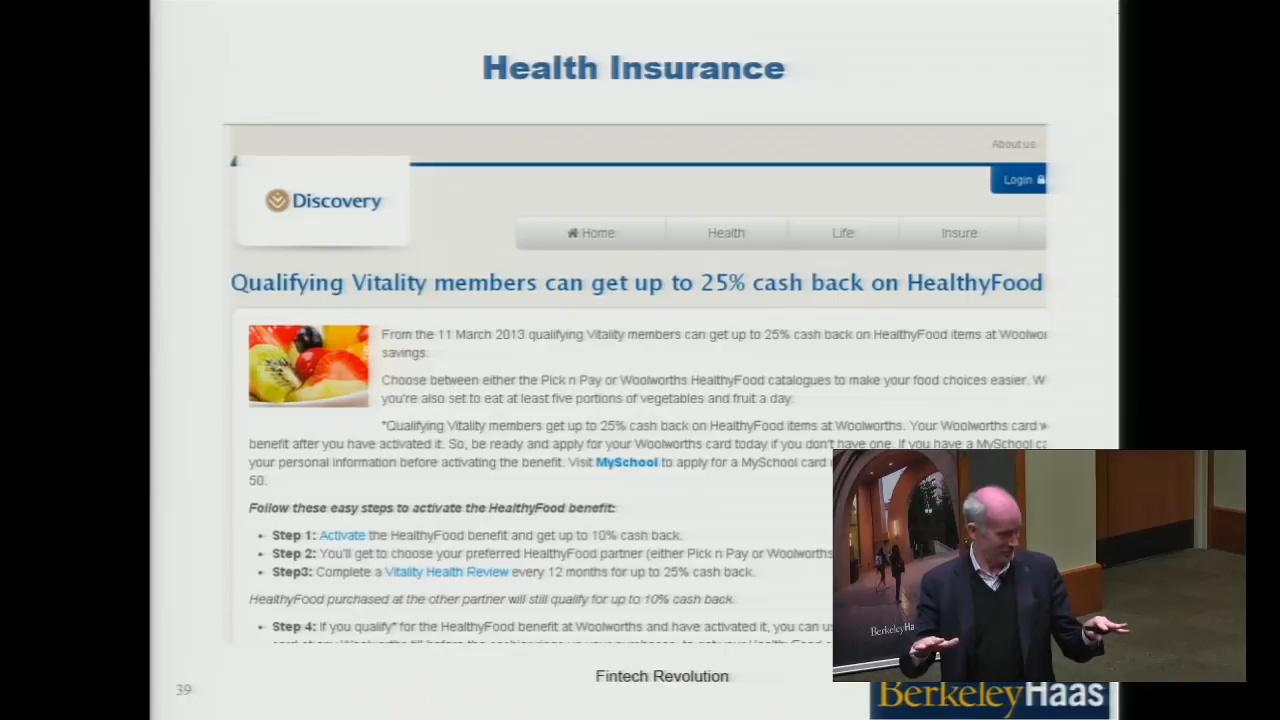 Health Insurance
About us
Login
Discovery
Home Health Life Insure
Qualifying Vitality members can get up to 25% cash back on HealthyFood
From the 11 March 2013 qualifying Vitality members can get up to 25% cash back on HealthyFood items at
savings.
Choose between either the Pick n Pay or Woolworths HealthyFood catalogues to make your food choices easier. W
you're also set to eat at least five portions of vegetables and fruit a day.
"Qualifying Vitality members get up to 25% cash back on HealthyFood items at Woolworths. Your Woolworths card w
benefit after you have activated it. So, be ready and apply for your Woolworths card today if you don't have one. If you have a MySchool
your personal information before activating the benefit. Visit MySchool to apply for a MySchool card
50.
Follow these easy steps to activate the HealthyFood benefit:
• Step 1: Activate the HealthyFood benefit and get up to 10% cash back.
• Step 2: You'll get to choose your preferred HealthyFood partner (either Pick n Pay or Woolworths
• Step3: Complete a Vitality Health Review every 12 months for up to 25% cash back.
HealthyFood purchased at the other partner will still qualify for up to 10% cash back.
• Step 4: If you qualify* for the HealthyFood benefit at Woolworths and have activated it, you can
BerkeleyHa
Fintech Revolution
39
BerkeleyHaas